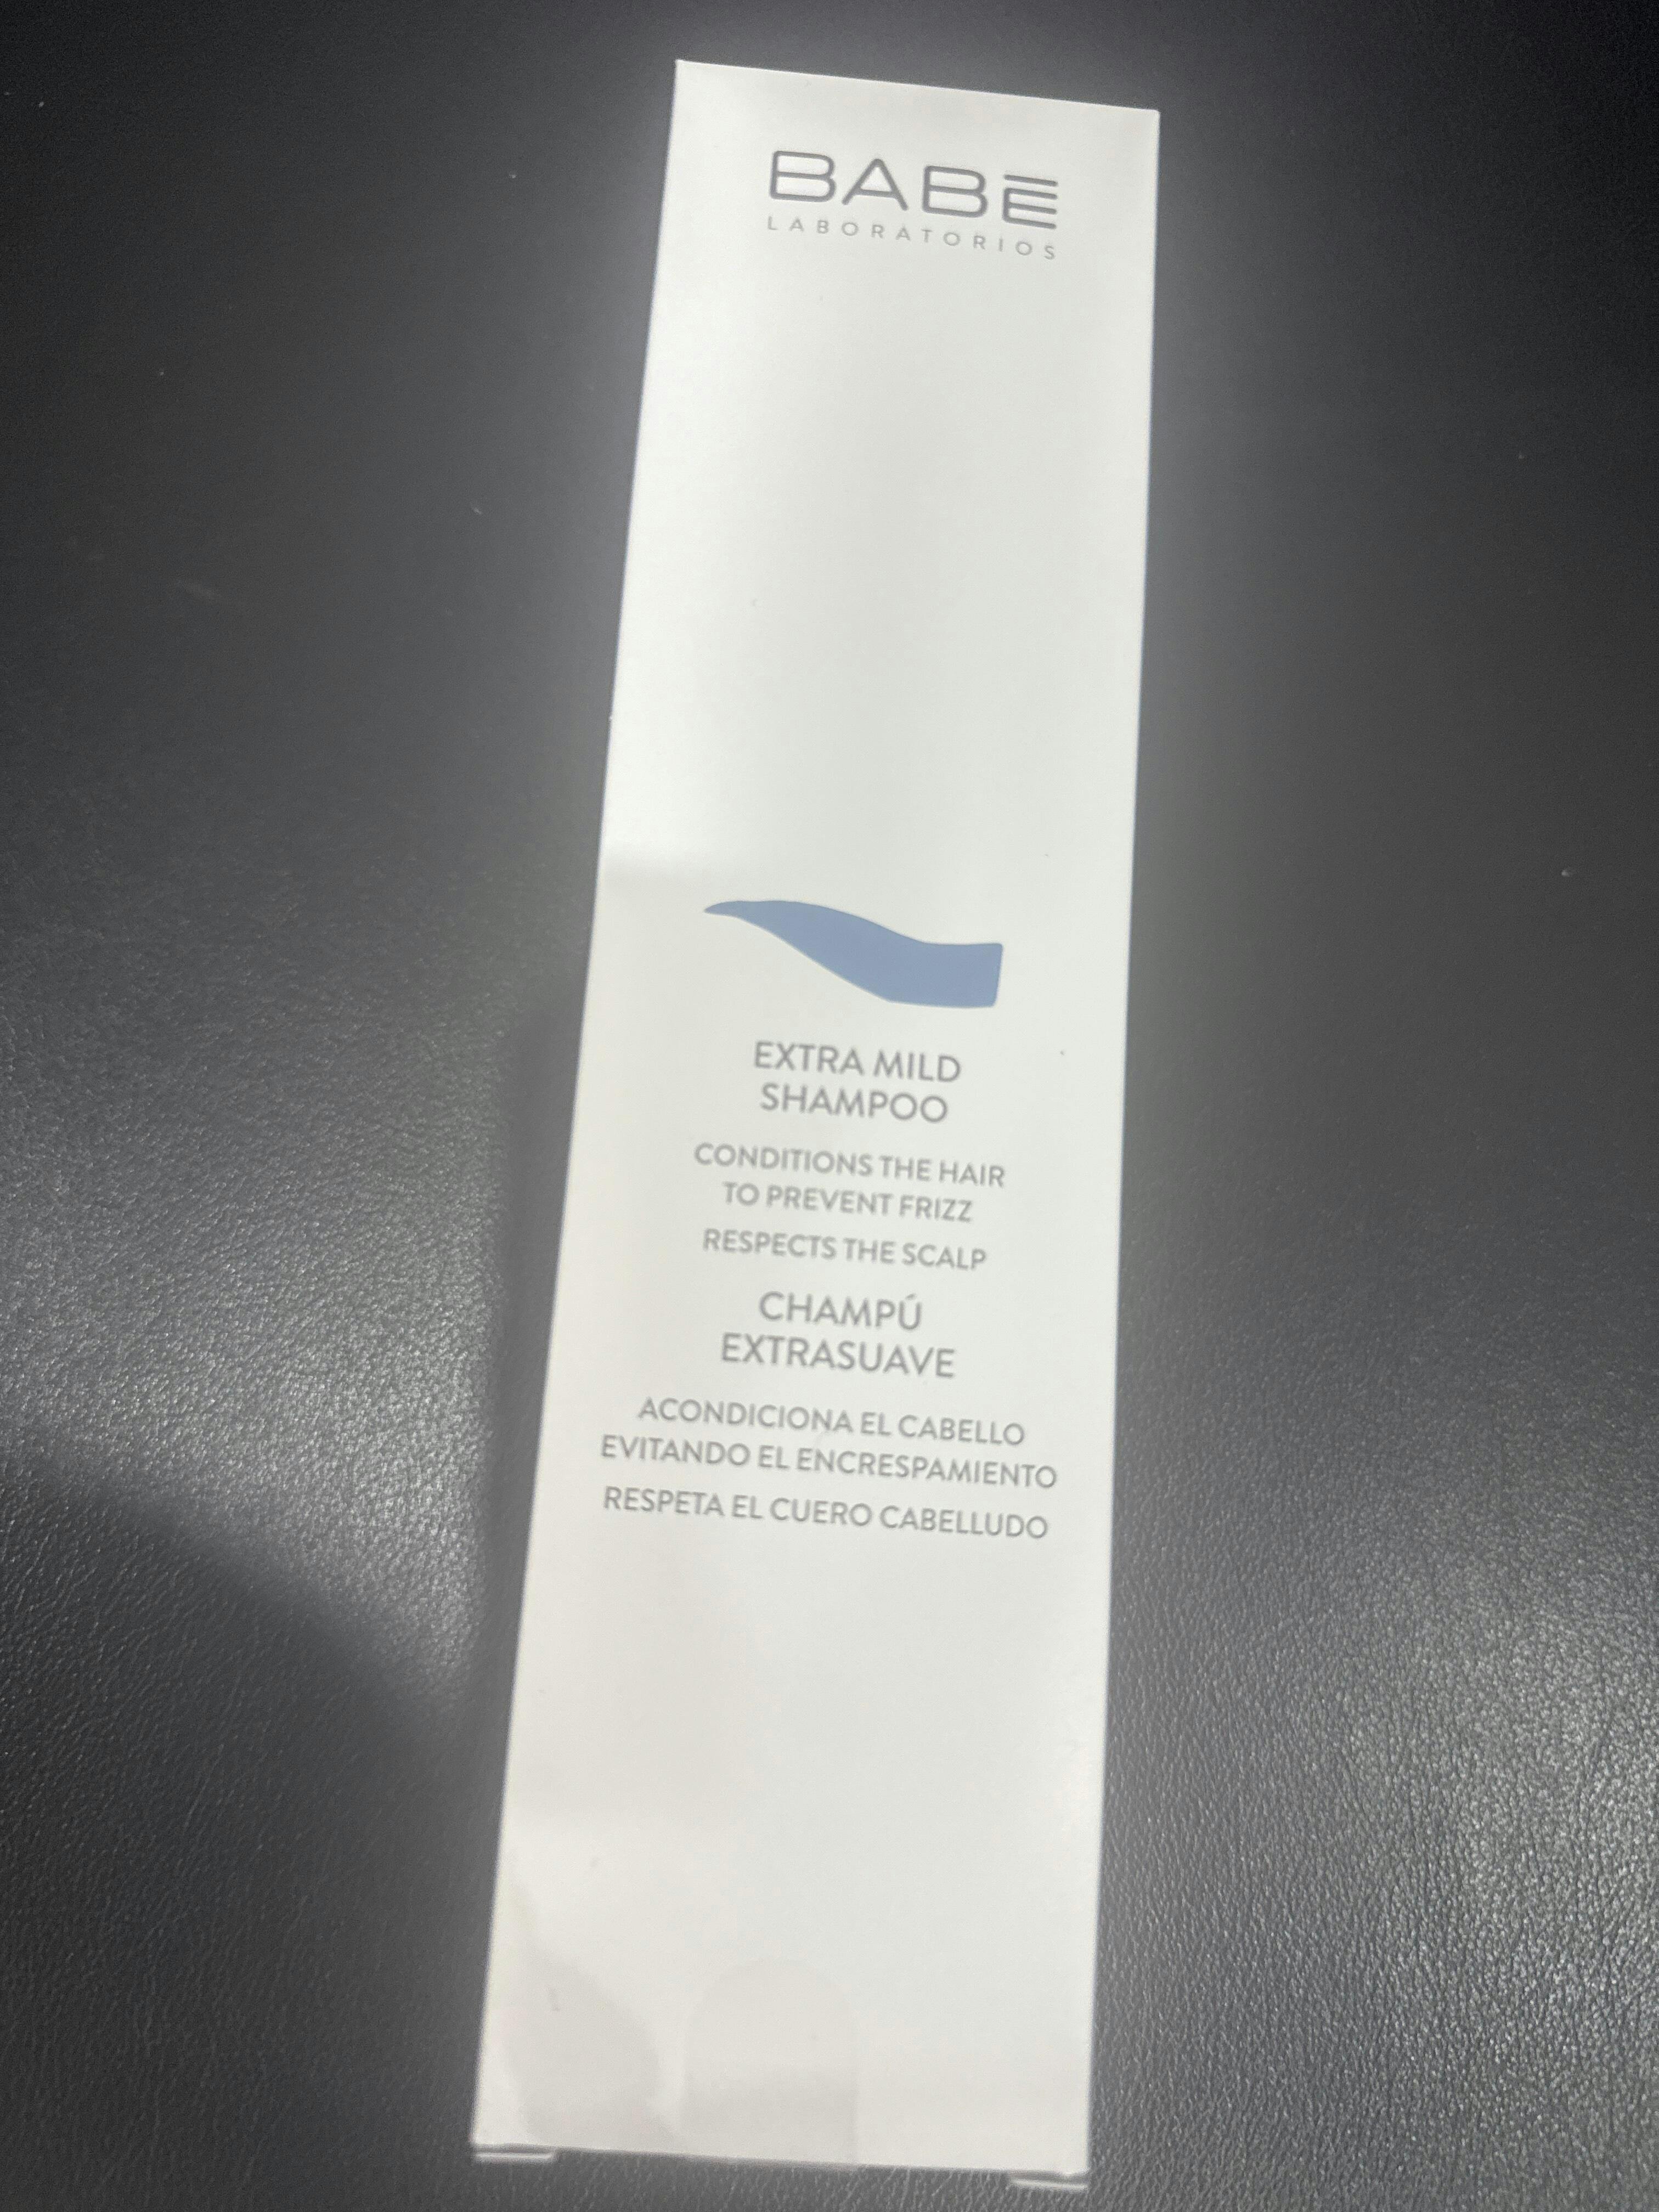 BABĒ
LABORATORIOS
EXTRA MILD
SHAMPOO
CONDITIONS THE HAIR
TO PREVENT FRIZZ
RESPECTS THE SCALP
CHAMPÚ
EXTRASUAVE
ACONDICIONA EL CABELLO
EVITANDO EL ENCRESPAMIENTO
RESPETA EL CUERO CABELLUDO